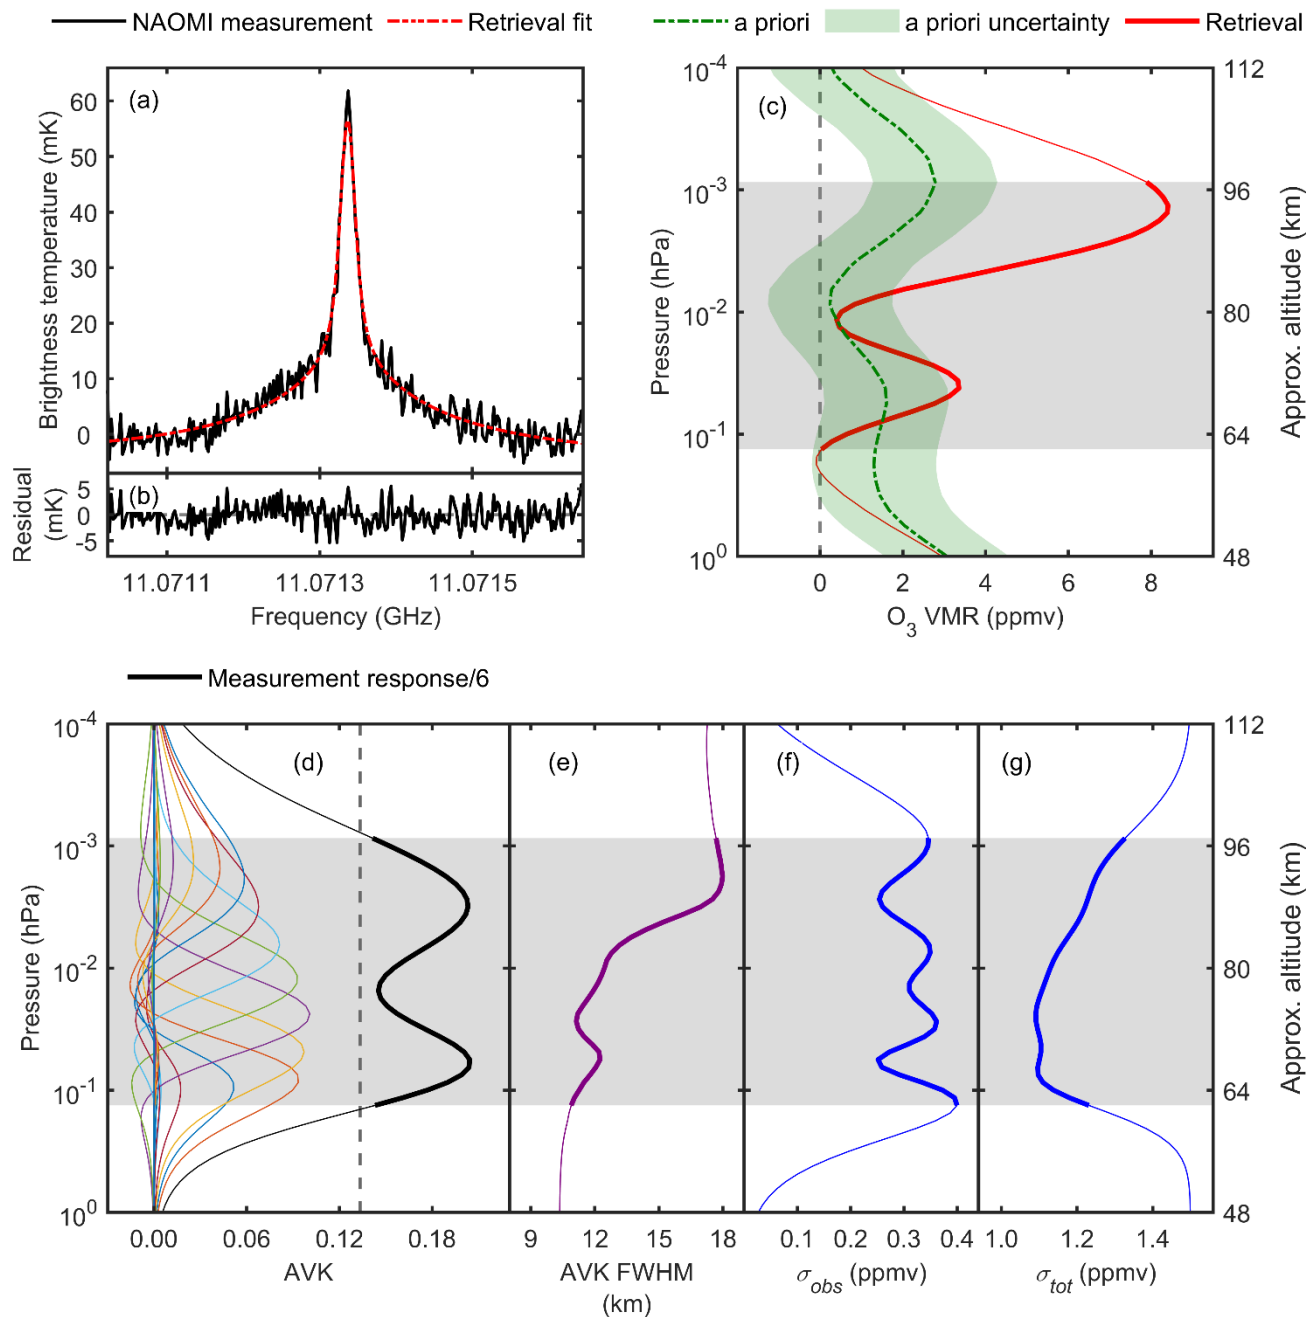 NAOMI measurement Retrieval fit a priori a priori uncertainty Retrieval
(a)
60
50
40
30
20
10
0
Brightness temperature (mK)
(b)
5
0
-5
Residual
(mK)
11.0711 11.0713 11.0715
Frequency (GHz)
(c)
10-4
10-3
10-2
10-1
100
Pressure (hPa)
112
96
80
64
48
Approx. altitude (km)
0 2 4 6 8
O3 VMR (ppmv)
Measurement response/6
(d) (e) (f) (g)
10-4
10-3
10-2
10-1
100
Pressure (hPa)
112
96
80
64
48
Approx. altitude (km)
0.00 0.06 0.12 0.18
AVK
9 12 15 18
AVK FWHM
(km)
0.1 0.2 0.3 0.4
σobs (ppmv)
1.0 1.2 1.4
σtot (ppmv)